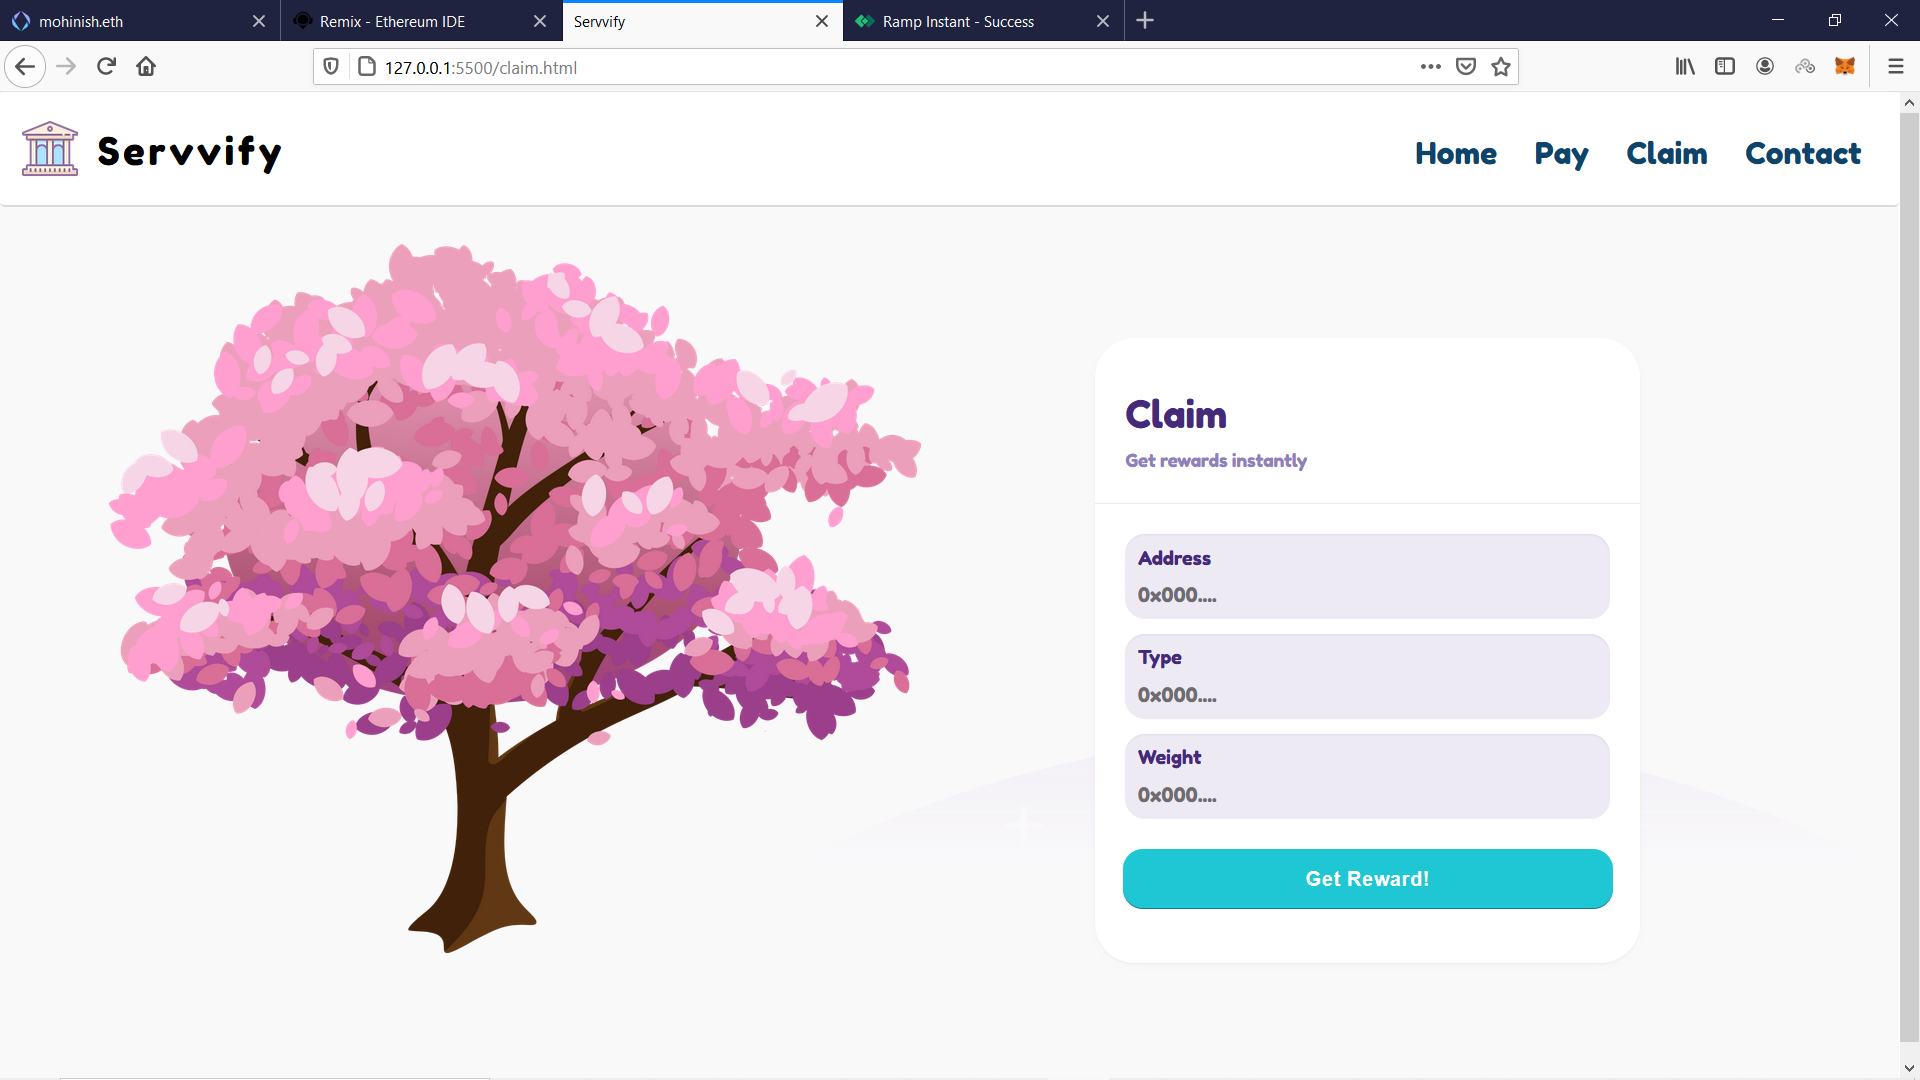 mohinish.eth
Remix - Ethereum IDE
Servvify
Ramp Instant - Success
127.0.0.1:5500/claim.html
Servvify
Home
Pay
Claim
Contact
Claim
Get rewards instantly
Address
0x000....
Type
0x000....
Weight
0x000....
Get Reward!